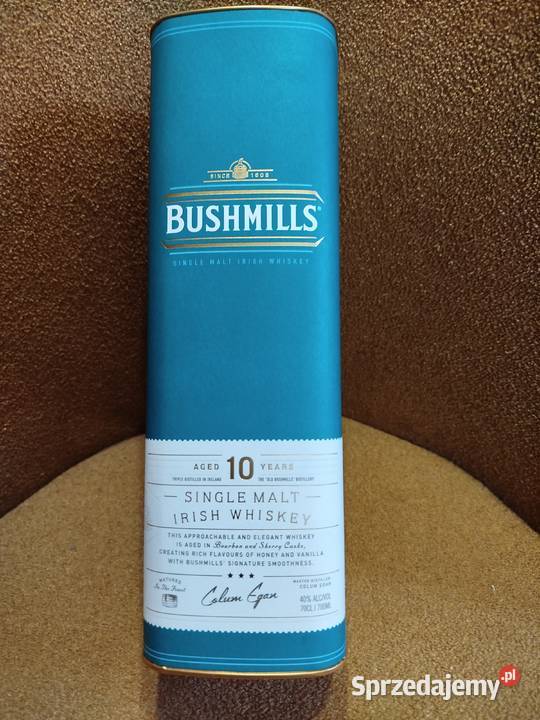 SINCE 1608
BUSHMILLS®
SINGLE MALT IRISH WHISKEY
AGED 10 YEARS
TRIPLE DISTILLED IN IRELAND THE "OLD BUSHMILLS" DISTILLERY
SINGLE MALT
IRISH WHISKEY
THIS APPROACHABLE AND ELEGANT WHISKEY
IS AGED IN Bourbon and Sherry Casks,
CREATING RICH FLAVOURS OF HONEY AND VANILLA
WITH BUSHMILLS' SIGNATURE SMOOTHNESS.
MATURED
In The Finest
Colum Egan
MASTER DISTILLER
COLUM EGAN
40% ALC/VOL
70CL / 700ML
Sprzedajemy.pl